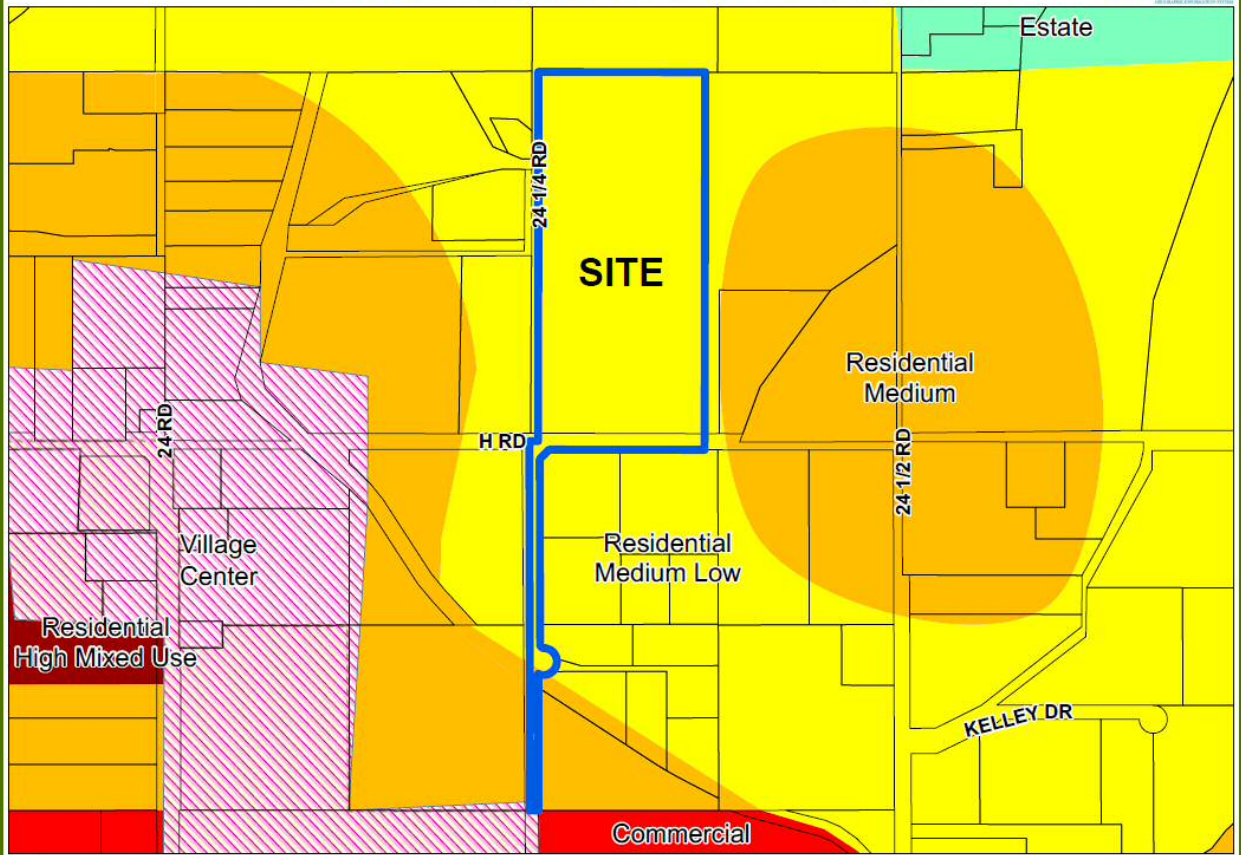 Estate
24 1/4 RD
SITE
Residential
Medium
H RD
24 RD
24 1/2 RD
Village
Center
Residential
Medium Low
Residential
High Mixed Use
KELLEY DR
Commercial